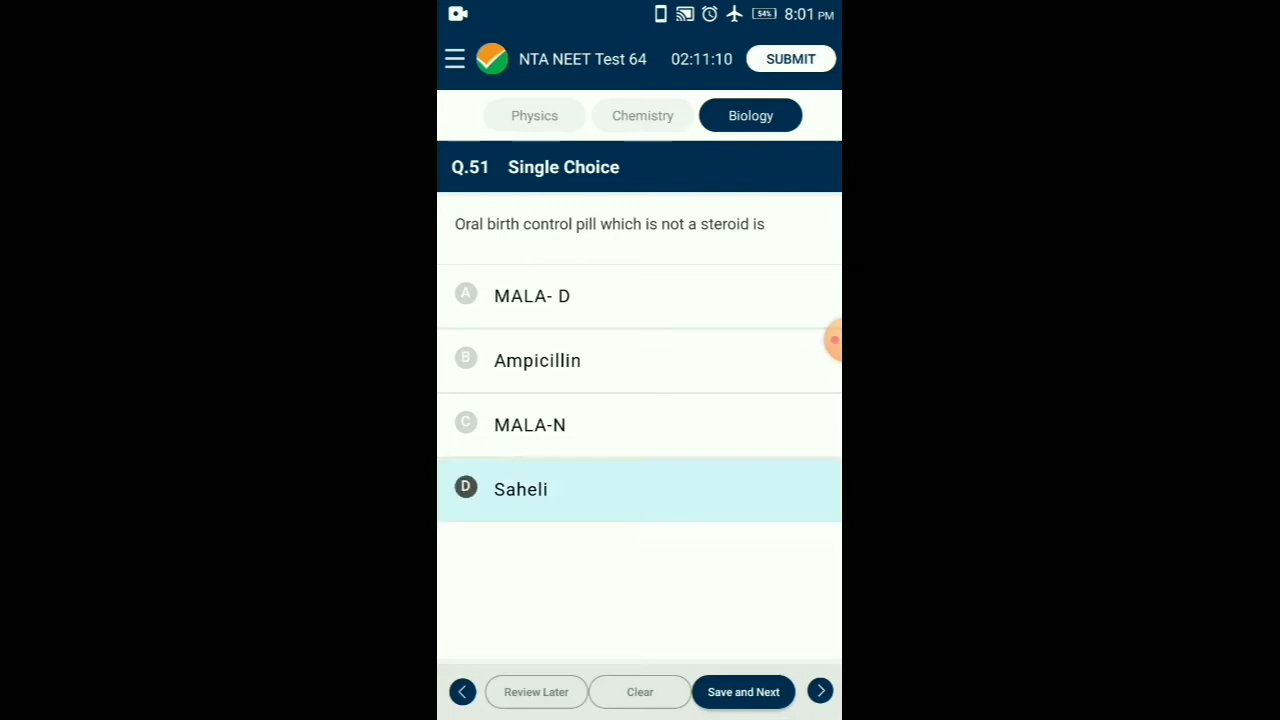 54% 8:01 PM
NTA NEET Test 64 02:11:10 SUBMIT
Physics Chemistry Biology
Q.51 Single Choice
Oral birth control pill which is not a steroid is
A MALA- D
B Ampicillin
C MALA-N
D Saheli
Review Later Clear Save and Next